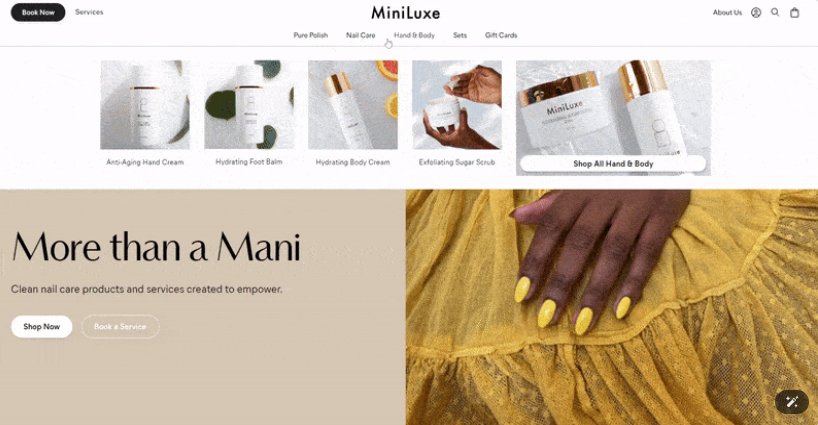 Book Now
Services
MiniLuxe
About Us
Pure Polish
Nail Care
Hand & Body
Sets
Gift Cards
MiniLuxe
Anti-Aging Hand Cream
Hydrating Foot Balm
Hydrating Body Cream
Exfoliating Sugar Scrub
Shop All Hand & Body
More than a Mani
Clean nail care products and services created to empower.
Shop Now
Book a Service